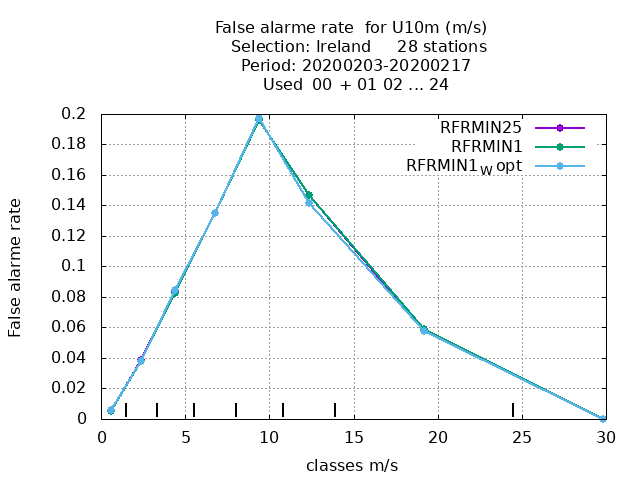 False alarme rate  for U10m (m/s)
Selection: Ireland     28 stations
Period: 20200203-20200217
Used  00 + 01 02 ... 24
RFRMIN25
RFRMIN1
RFRMIN1W opt
False alarme rate
0.2
0.18
0.16
0.14
0.12
0.1
0.08
0.06
0.04
0.02
0
0 5 10 15 20 25 30
classes m/s